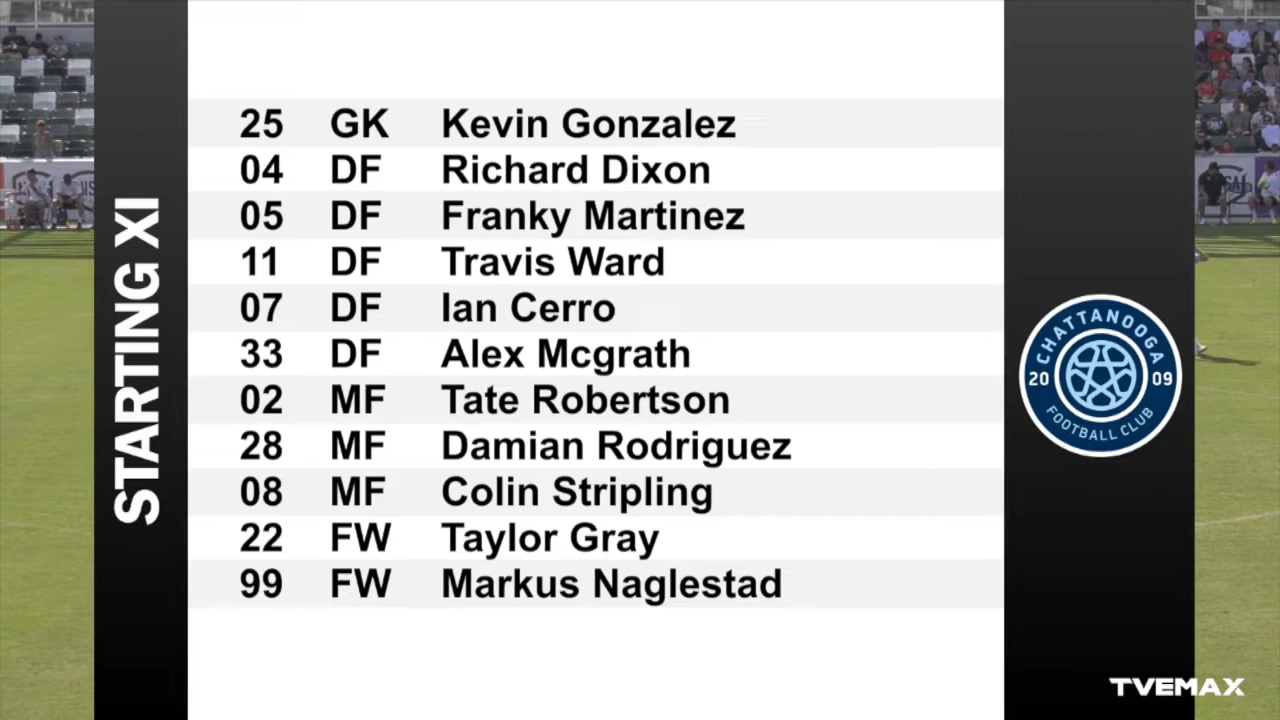 STARTING XI
25 GK Kevin Gonzalez
04 DF Richard Dixon
05 DF Franky Martinez
11 DF Travis Ward
07 DF Ian Cerro
33 DF Alex Mcgrath
02 MF Tate Robertson
28 MF Damian Rodriguez
08 MF Colin Stripling
22 FW Taylor Gray
99 FW Markus Naglestad
CHATTANOOGA
20 09
FOOTBALL CLUB
TVEMAX